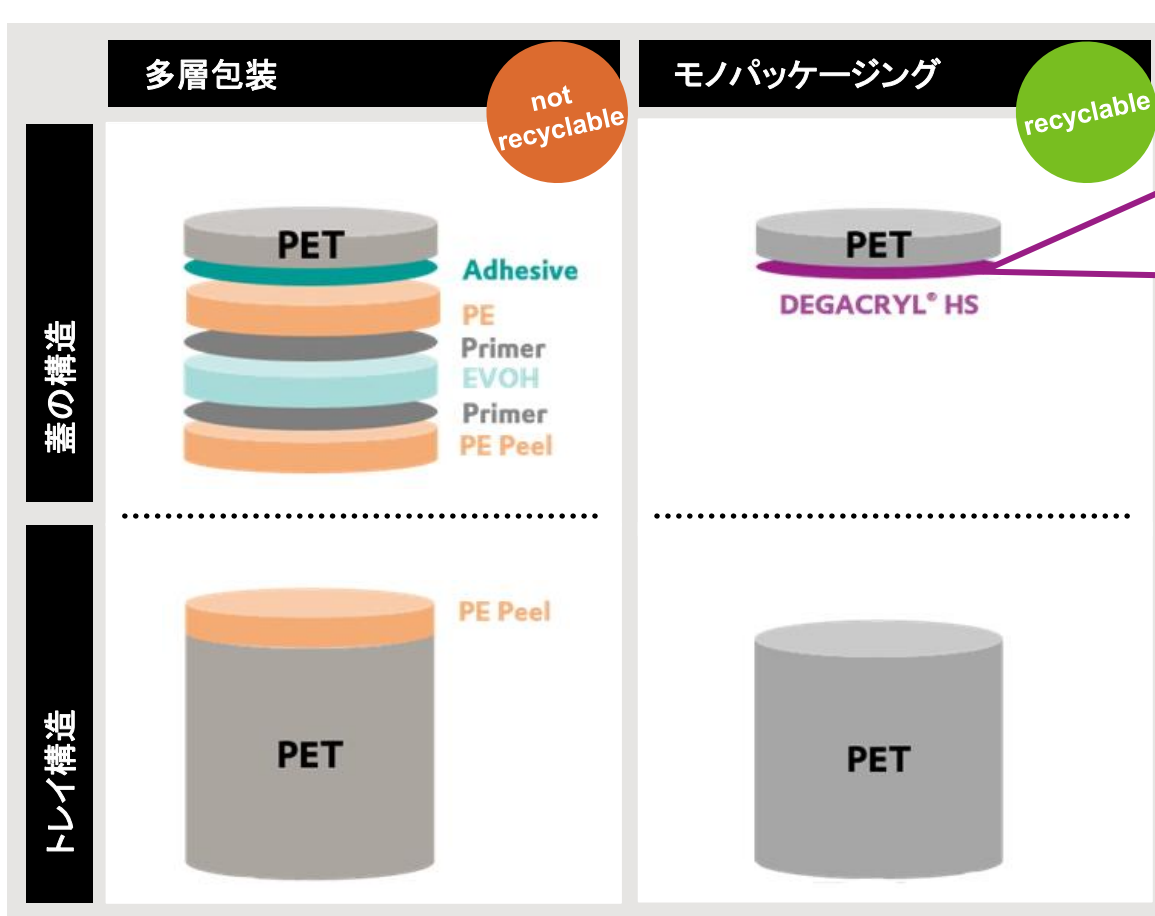 多層包装
not
recyclable
モノパッケージング
recyclable
蓋の構造
PET
Adhesive
PE
Primer
EVOH
Primer
PE Peel
PET
DEGACRYL® HS
トレイ構造
PE Peel
PET
PET